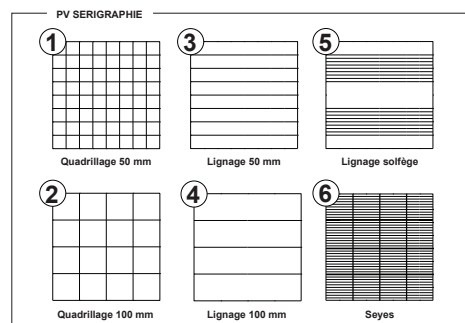 PV SERIGRAPHIE
1
3
5
Quadrillage 50 mm
Lignage 50 mm
Lignage solfège
2
4
6
Quadrillage 100 mm
Lignage 100 mm
Seyes